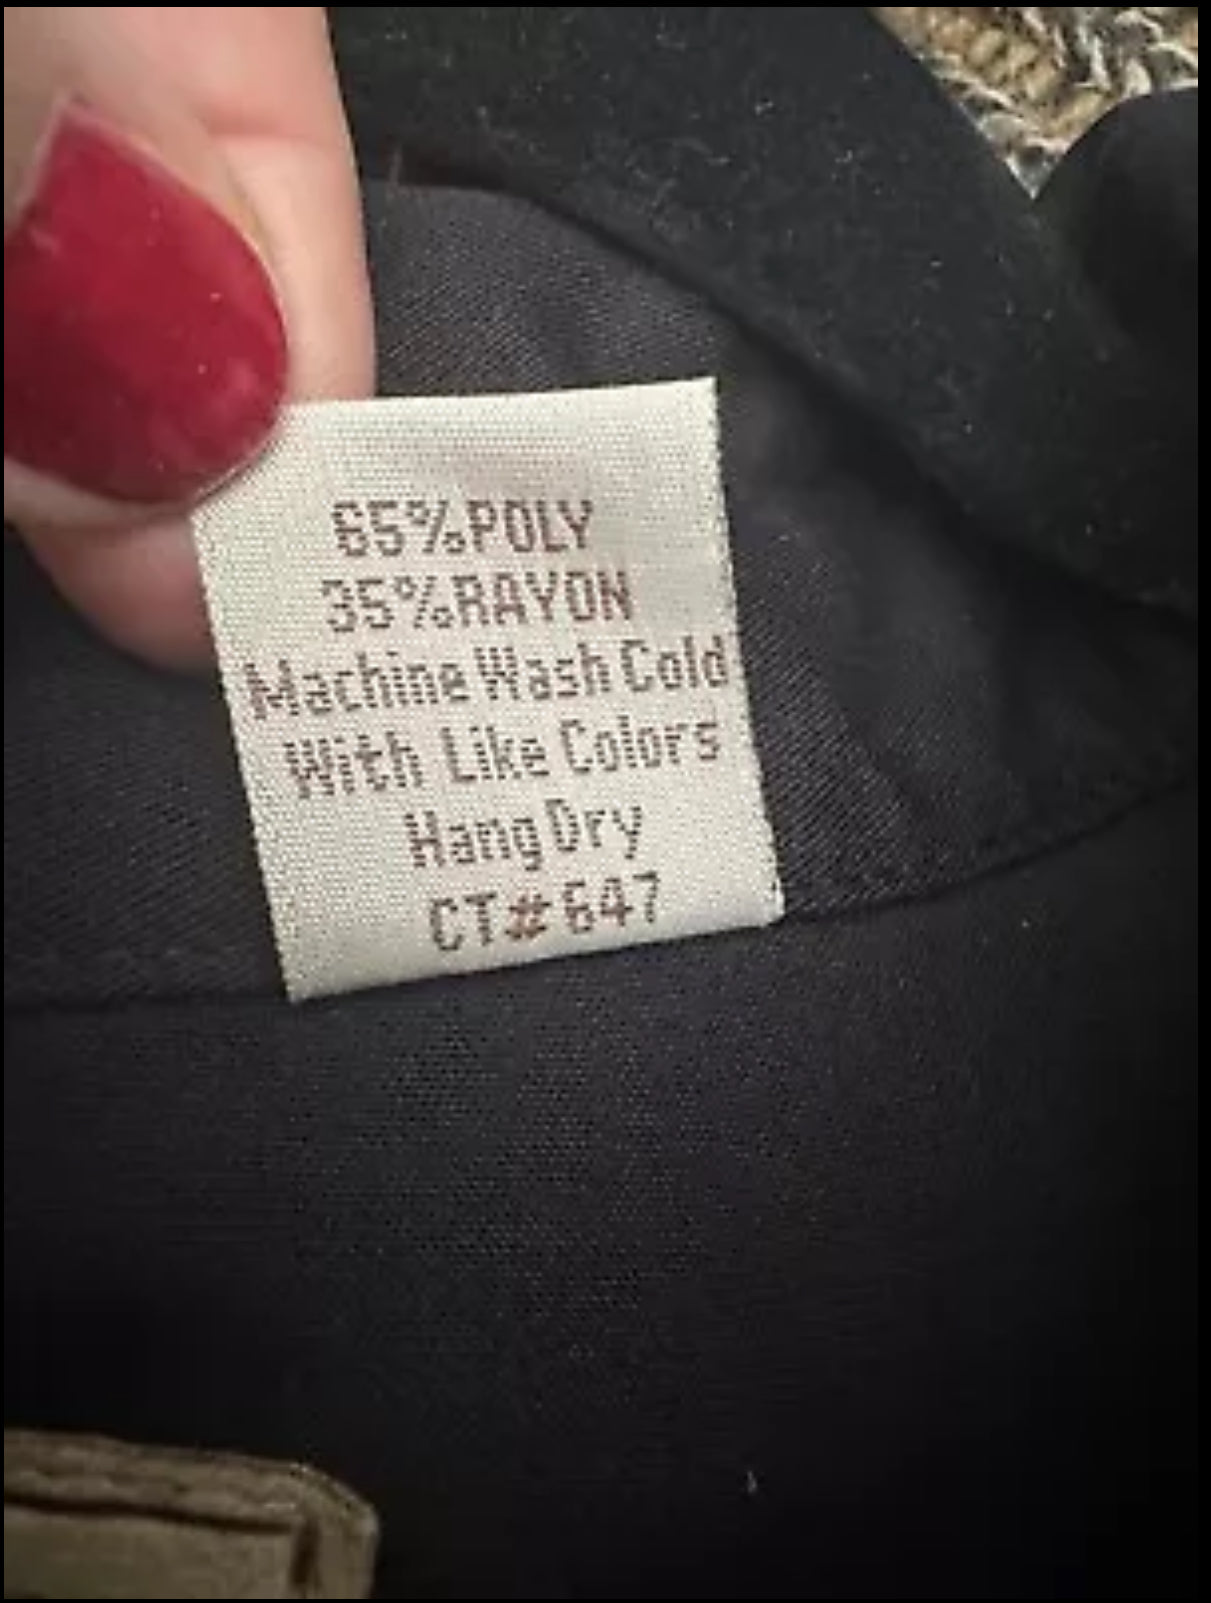 65%POLY
35%RAYON
Machine Wash Cold
With Like Colors
Hang Dry
CT#647